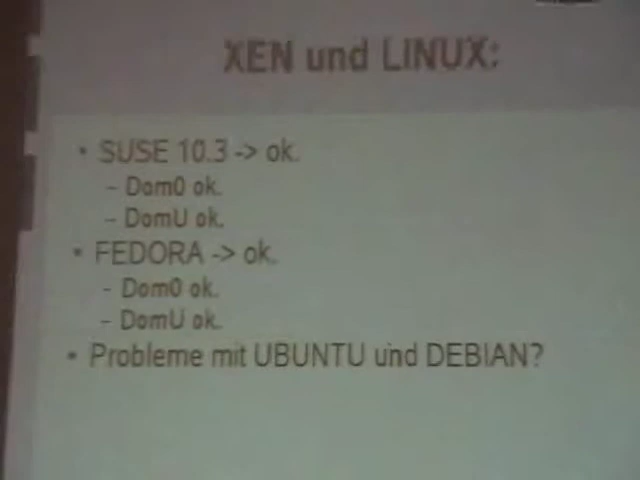 XEN und LINUX:
• SUSE 10.3 -> ok.
– Dom0 ok.
– DomU ok.
• FEDORA -> ok.
- Dom0 ok.
– DomU ok.
• Probleme mit UBUNTU und DEBIAN?